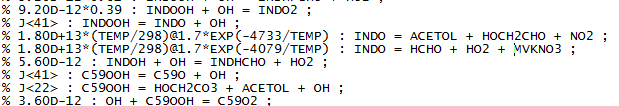 % 9.20D-12*0.39 : INDOOH + OH = INDO2 ;
% J<41> : INDOOH = INDO + OH ;
% 1.80D+13*(TEMP/298)@1.7*EXP(-4733/TEMP) : INDO = ACETOL + HOCH2CHO + NO2 ;
% 1.80D+13*(TEMP/298)@1.7*EXP(-4079/TEMP) : INDO = HCHO + HO2 + MVKNO3 ;
% 5.60D-12 : INDOH + OH = INDHCHO + HO2 ;
% J<41> : C59OOH = C59O + OH ;
% J<22> : C59OOH = HOCH2CO3 + ACETOL + OH ;
% 3.60D-12 : OH + C59OOH = C59O2 ;